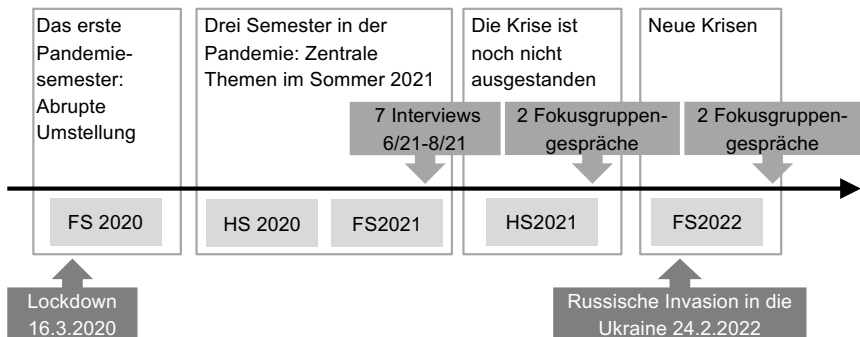 Das erste
Pandemie-
semester:
Abrupte
Umstellung
Drei Semester in der
Pandemie: Zentrale
Themen im Sommer 2021
Die Krise ist
noch nicht
ausgestanden
Neue Krisen
7 Interviews
6/21-8/21
2 Fokusgruppen-
gespräche
2 Fokusgruppen-
gespräche
FS 2020
HS 2020
FS2021
HS2021
FS2022
Lockdown
16.3.2020
Russische Invasion in die
Ukraine 24.2.2022